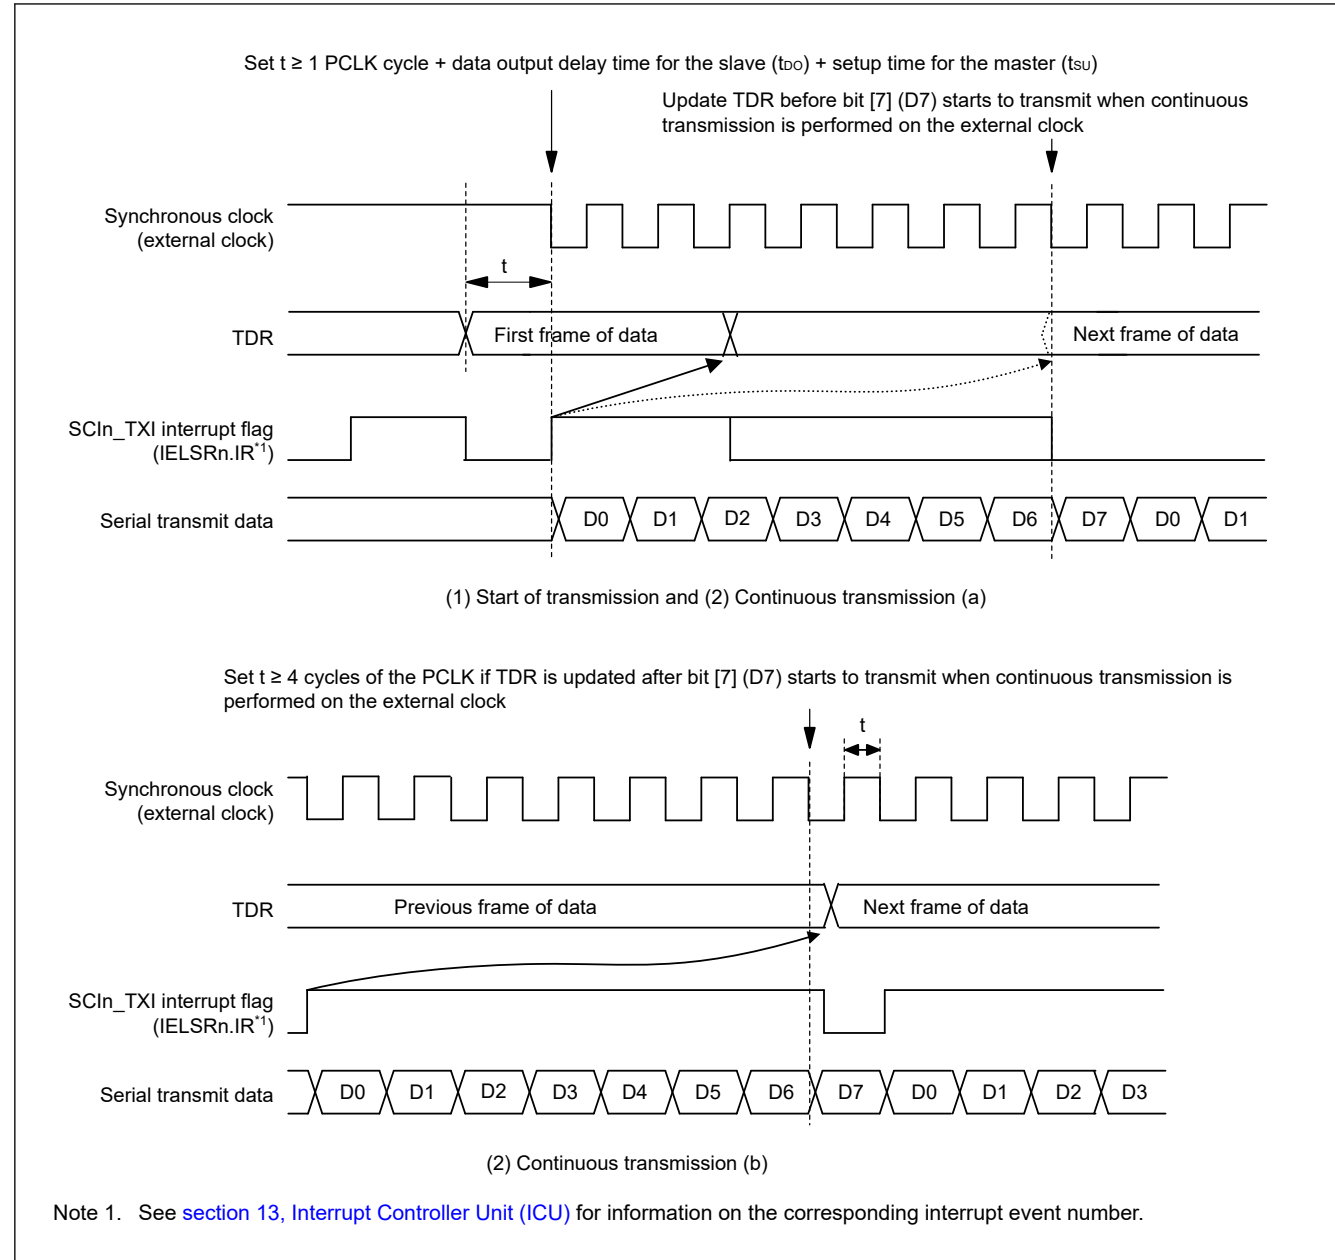 Set t ≥ 1 PCLK cycle + data output delay time for the slave (tDO) + setup time for the master (tSU)
Update TDR before bit [7] (D7) starts to transmit when continuous
transmission is performed on the external clock
Synchronous clock
(external clock)
t
TDR
First frame of data
Next frame of data
SCIn_TXI interrupt flag
(IELSRn.IR*1)
Serial transmit data
D0 D1 D2 D3 D4 D5 D6 D7 D0 D1
(1) Start of transmission and (2) Continuous transmission (a)
Set t ≥ 4 cycles of the PCLK if TDR is updated after bit [7] (D7) starts to transmit when continuous transmission is
performed on the external clock
t
Synchronous clock
(external clock)
TDR
Previous frame of data
Next frame of data
SCIn_TXI interrupt flag
(IELSRn.IR*1)
Serial transmit data
D0 D1 D2 D3 D4 D5 D6 D7 D0 D1 D2 D3
(2) Continuous transmission (b)
Note 1. See section 13, Interrupt Controller Unit (ICU) for information on the corresponding interrupt event number.